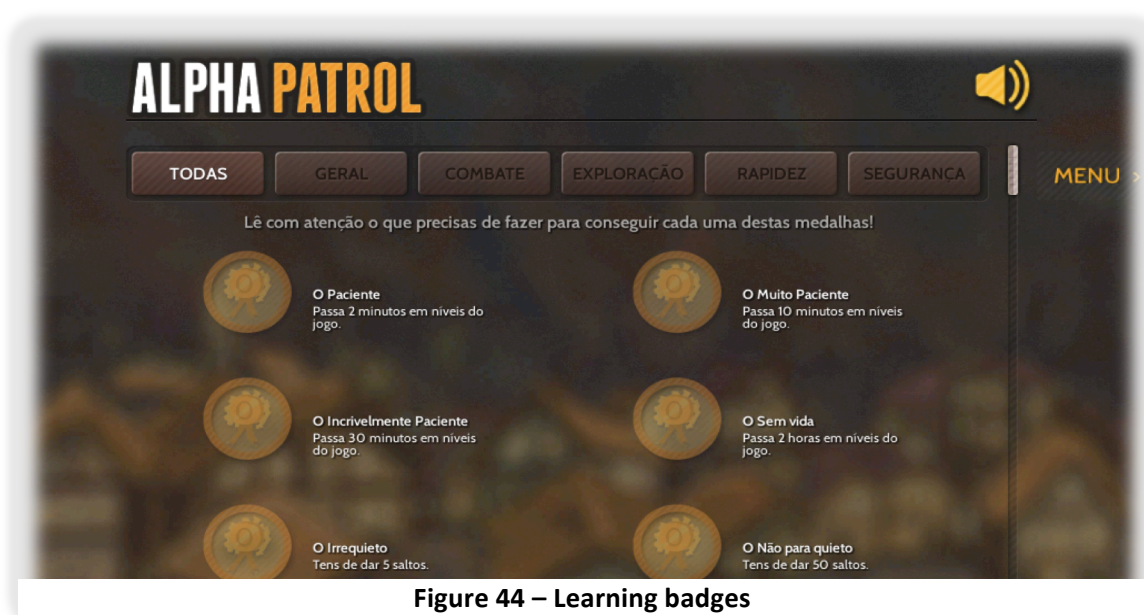 ALPHA PATROL
TODAS GERAL COMBATE EXPLORAÇÃO RAPIDEZ SEGURANCA
MENU >
Lê com atenção o que precisas de fazer para conseguir cada uma destas medalhas!
O Paciente
Passa 2 minutos em níveis do
jogo.
O Muito Paciente
Passa 10 minutos em níveis
do jogo.
O Incrivelmente Paciente
Passa 30 minutos em níveis
do jogo.
O Sem vida
Passa 2 horas em níveis do
jogo.
O Irrequieto
Tens de dar 5 saltos.
O Não para quieto
Tens de dar 50 saltos.
Figure 44 – Learning badges